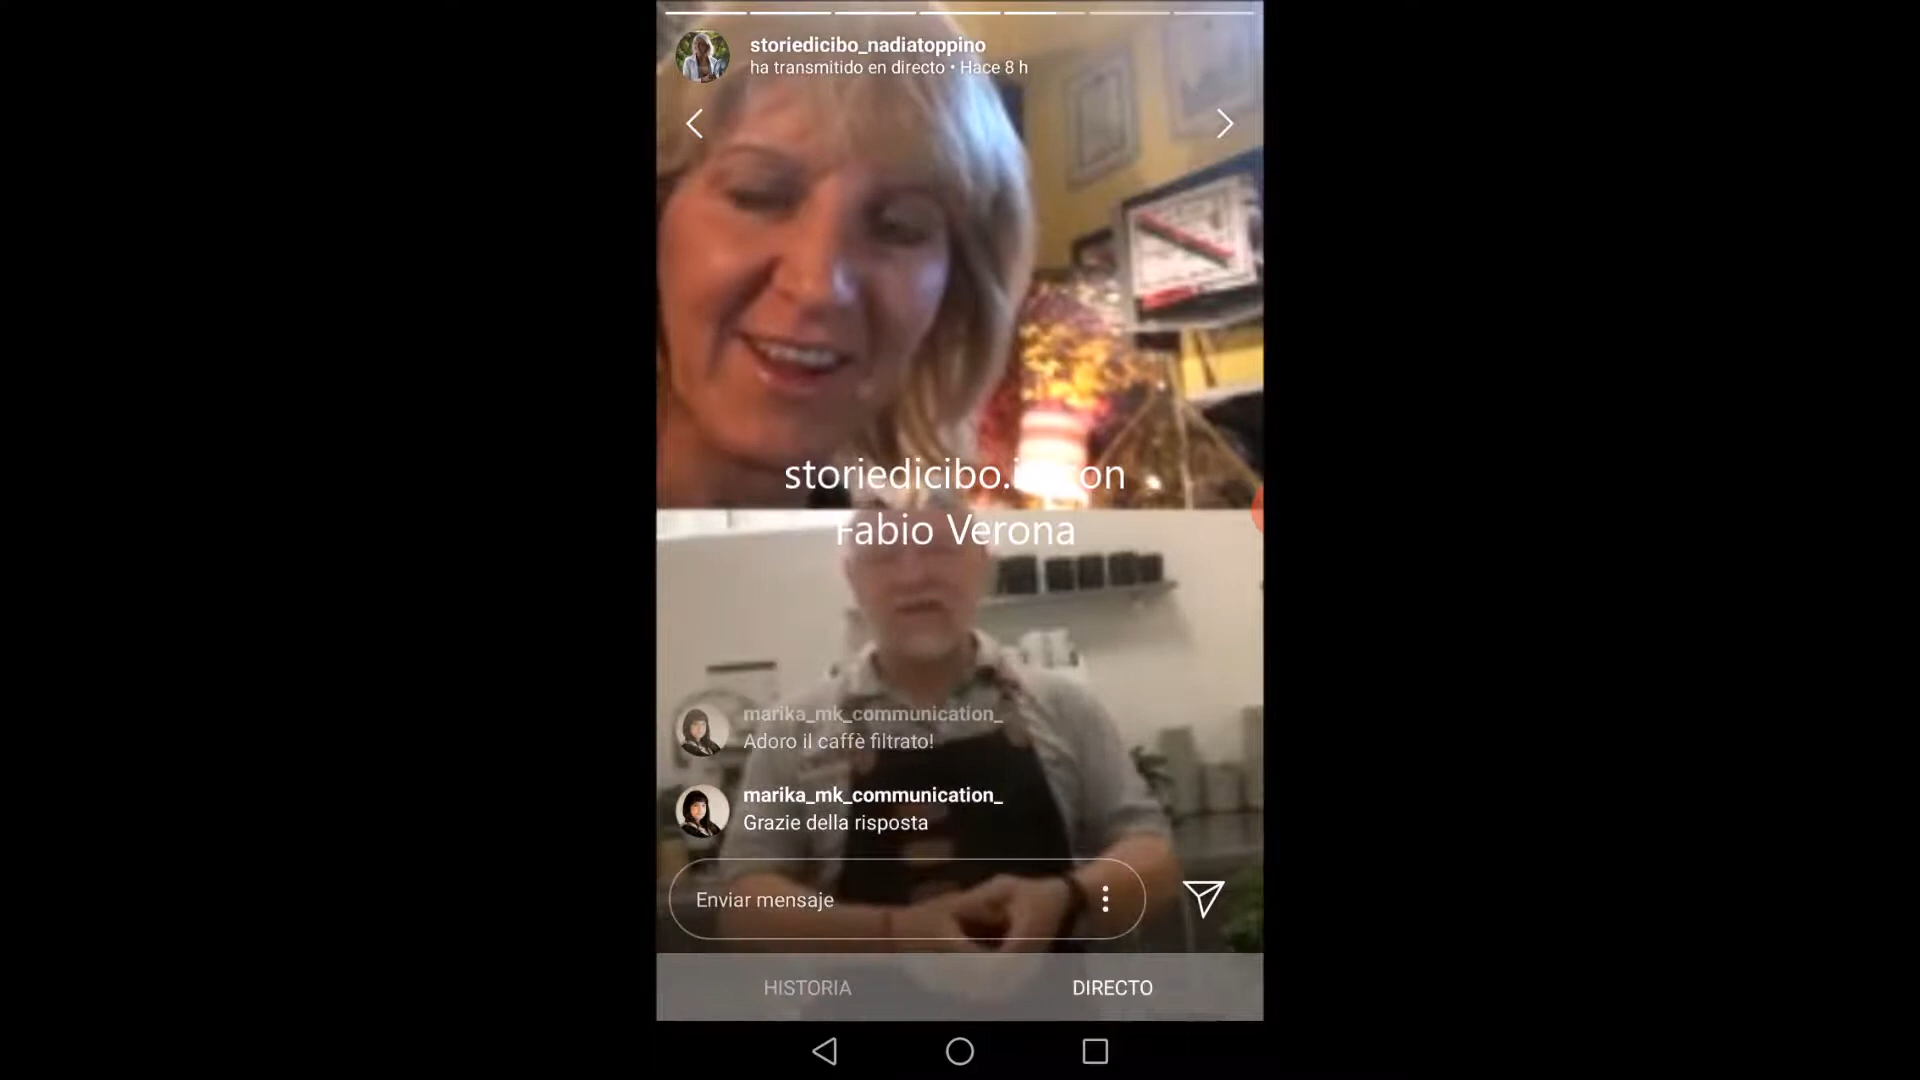 storiedicibo_nadiatoppino
ha transmitido en directo • Hace 8 h
storiedicibo.i con
Fabio Verona
marika_mk_communication_
Adoro il caffè filtrato!
marika_mk_communication_
Grazie della risposta
Enviar mensaje
HISTORIA
DIRECTO